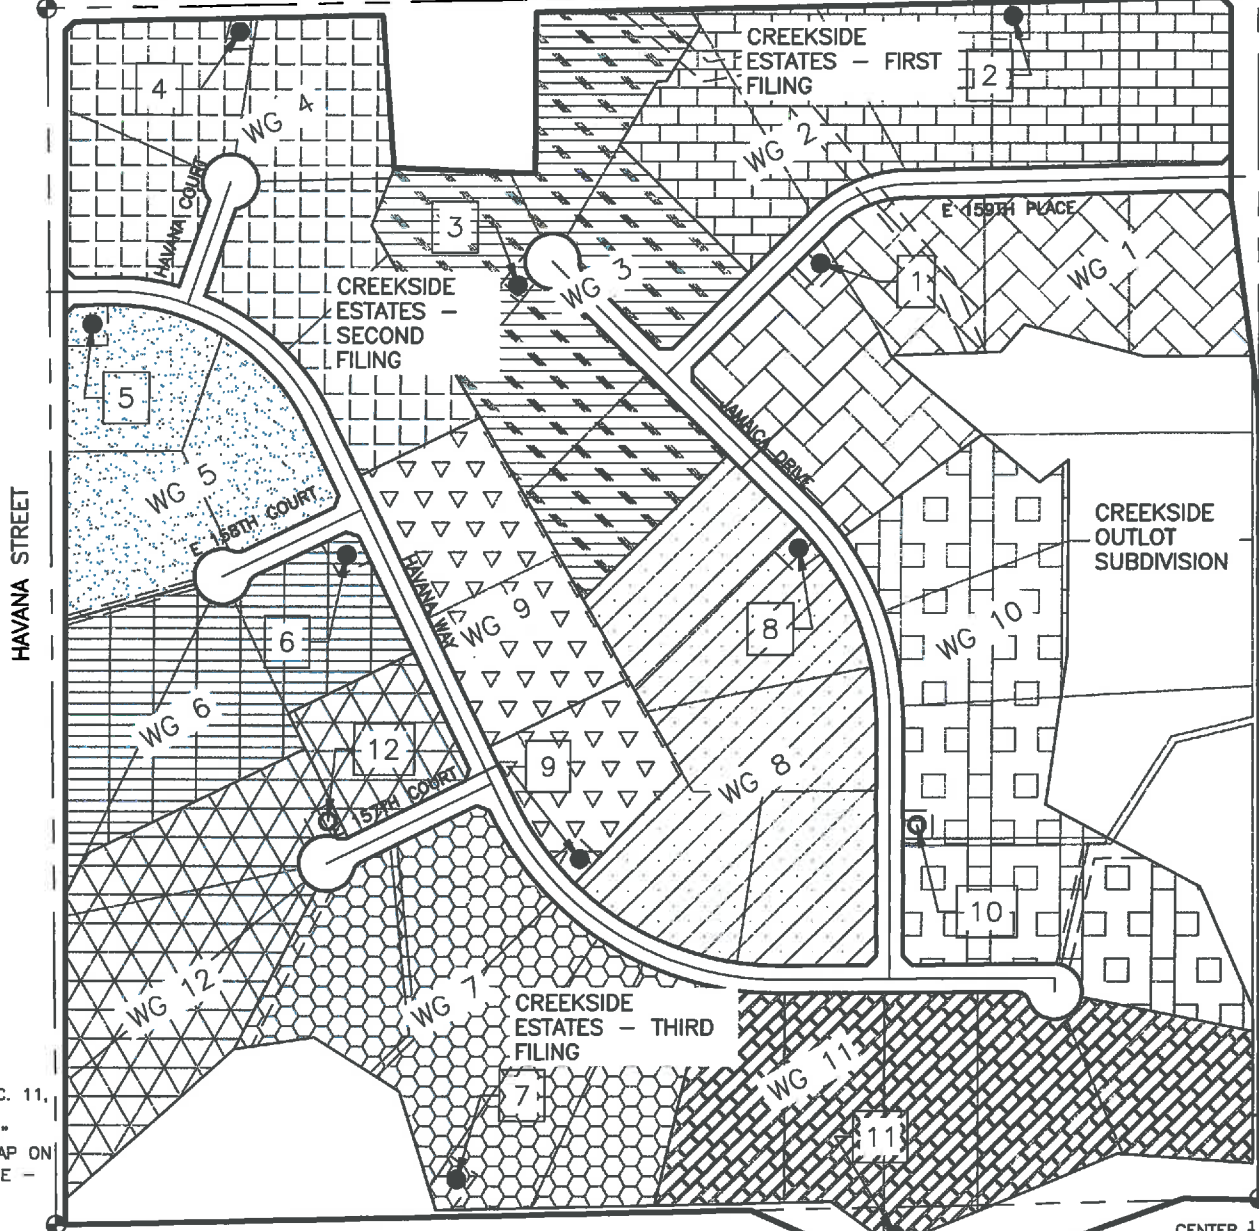 CREEKSIDE
ESTATES – FIRST
FILING
2
4
WG 4
WG 2
HAVANA COURT
3
E 159TH PLACE
1
WG 1
WG 3
CREEKSIDE
ESTATES –
SECOND
FILING
5
JAMAICA DRIVE
WG 5
E 158TH COURT
HAVANA STREET
CREEKSIDE
OUTLOT
SUBDIVISION
HAVANA WAY
WG 9
8
WG 10
6
WG 6
12
9
WG 8
157TH COURT
10
WG 12
WG 7
CREEKSIDE
ESTATES – THIRD
FILING
WG 11
7
11
C. 11,
"
AP ON
E –
CENTER